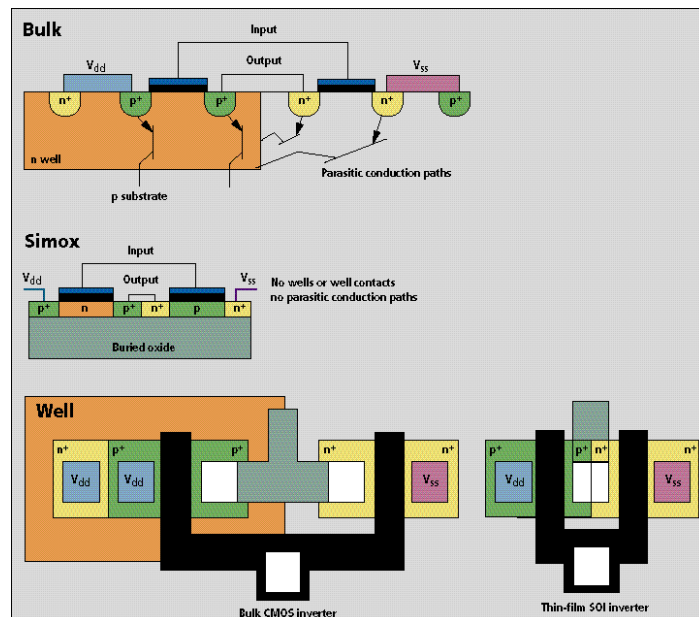 Bulk
Input
Vdd
Output
Vss
n+ p+ p+ n+ n+ p+
n well
Parasitic conduction paths
p substrate
Simox
Input
Vdd
Output
Vss
No wells or well contacts
no parasitic conduction paths
p+ n p+ n+ p n+
Buried oxide
Well
n+ p+ p+ n+ p+ p+ n+ n+
Vdd Vdd Vss Vdd Vss
Bulk CMOS inverter
Thin-film SOI inverter